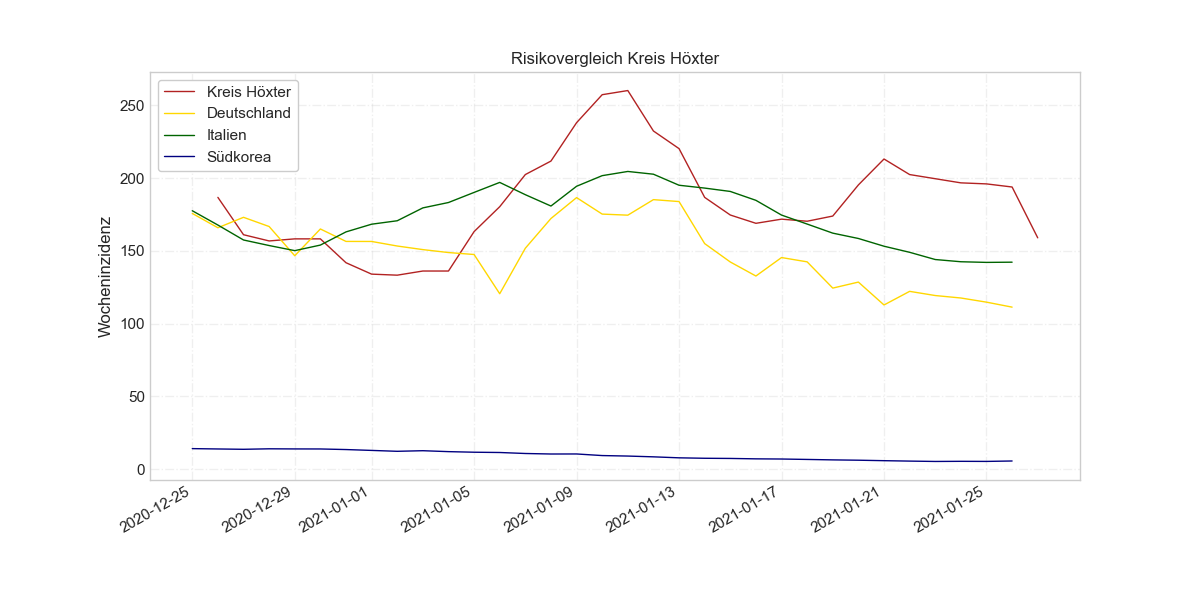 Risikovergleich Kreis Höxter
Kreis Höxter
Deutschland
Italien
Südkorea
Wocheninzidenz
250
200
150
100
50
0
2020-12-25
2020-12-29
2021-01-01
2021-01-05
2021-01-09
2021-01-13
2021-01-17
2021-01-21
2021-01-25